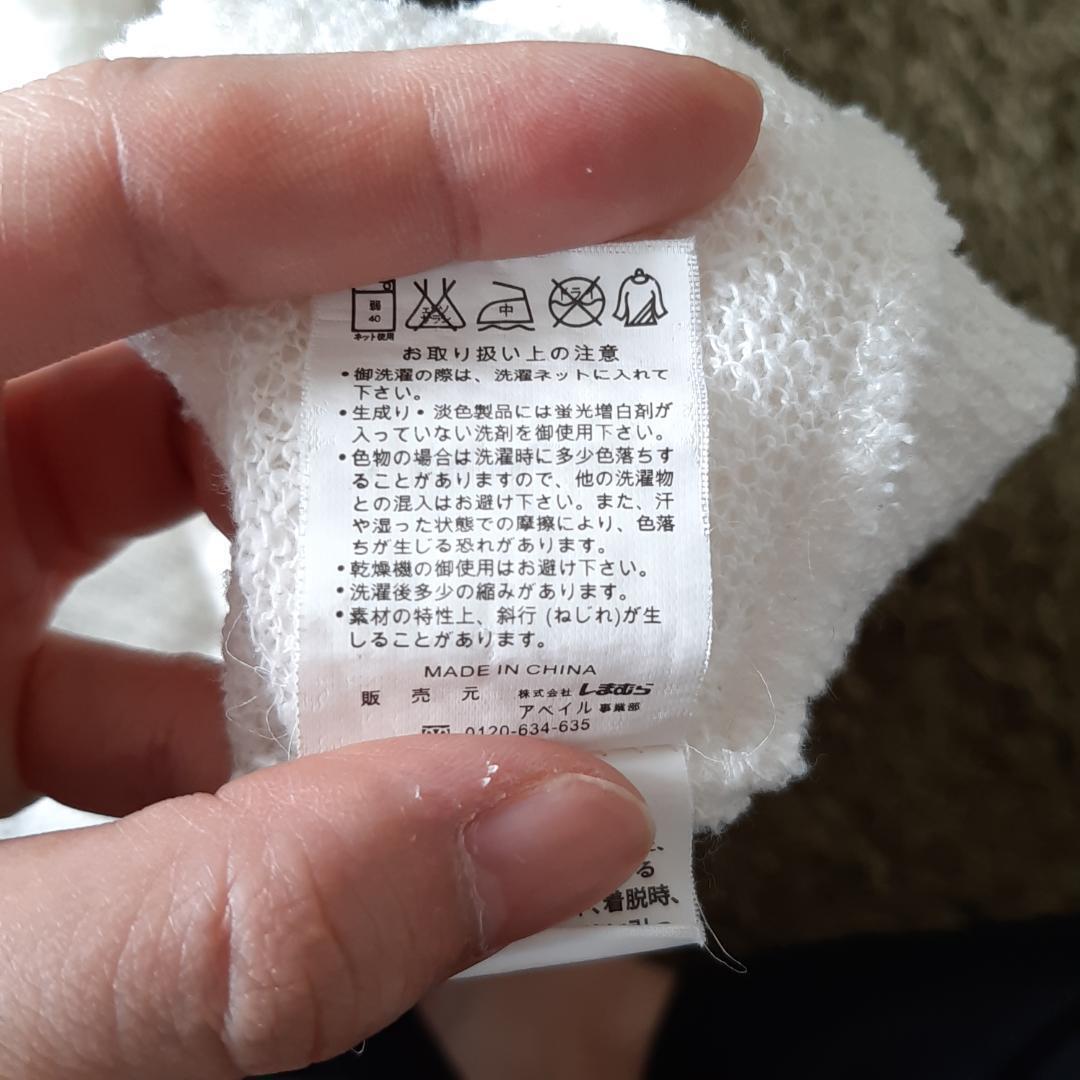 弱
40
ネット使用
エンソ
サラシ
中
ドライ
お取り扱い上の注意
•御洗濯の際は、洗濯ネットに入れて
下さい。
•生成り・淡色製品には蛍光増白剤が
入っていない洗剤を御使用下さい。
•色物の場合は洗濯時に多少色落ちす
ることがありますので、他の洗濯物
との混入はお避け下さい。また、汗
や湿った状態での摩擦により、色落
ちが生じる恐れがあります。
•乾燥機の御使用はお避け下さい。
•洗濯後多少の縮みがあります。
•素材の特性上、斜行 (ねじれ)が生
しることがあります。
MADE IN CHINA
販 売 元 株式会社 しまむら
アベイル 事業部
0120-634-635
る
、着脱時、